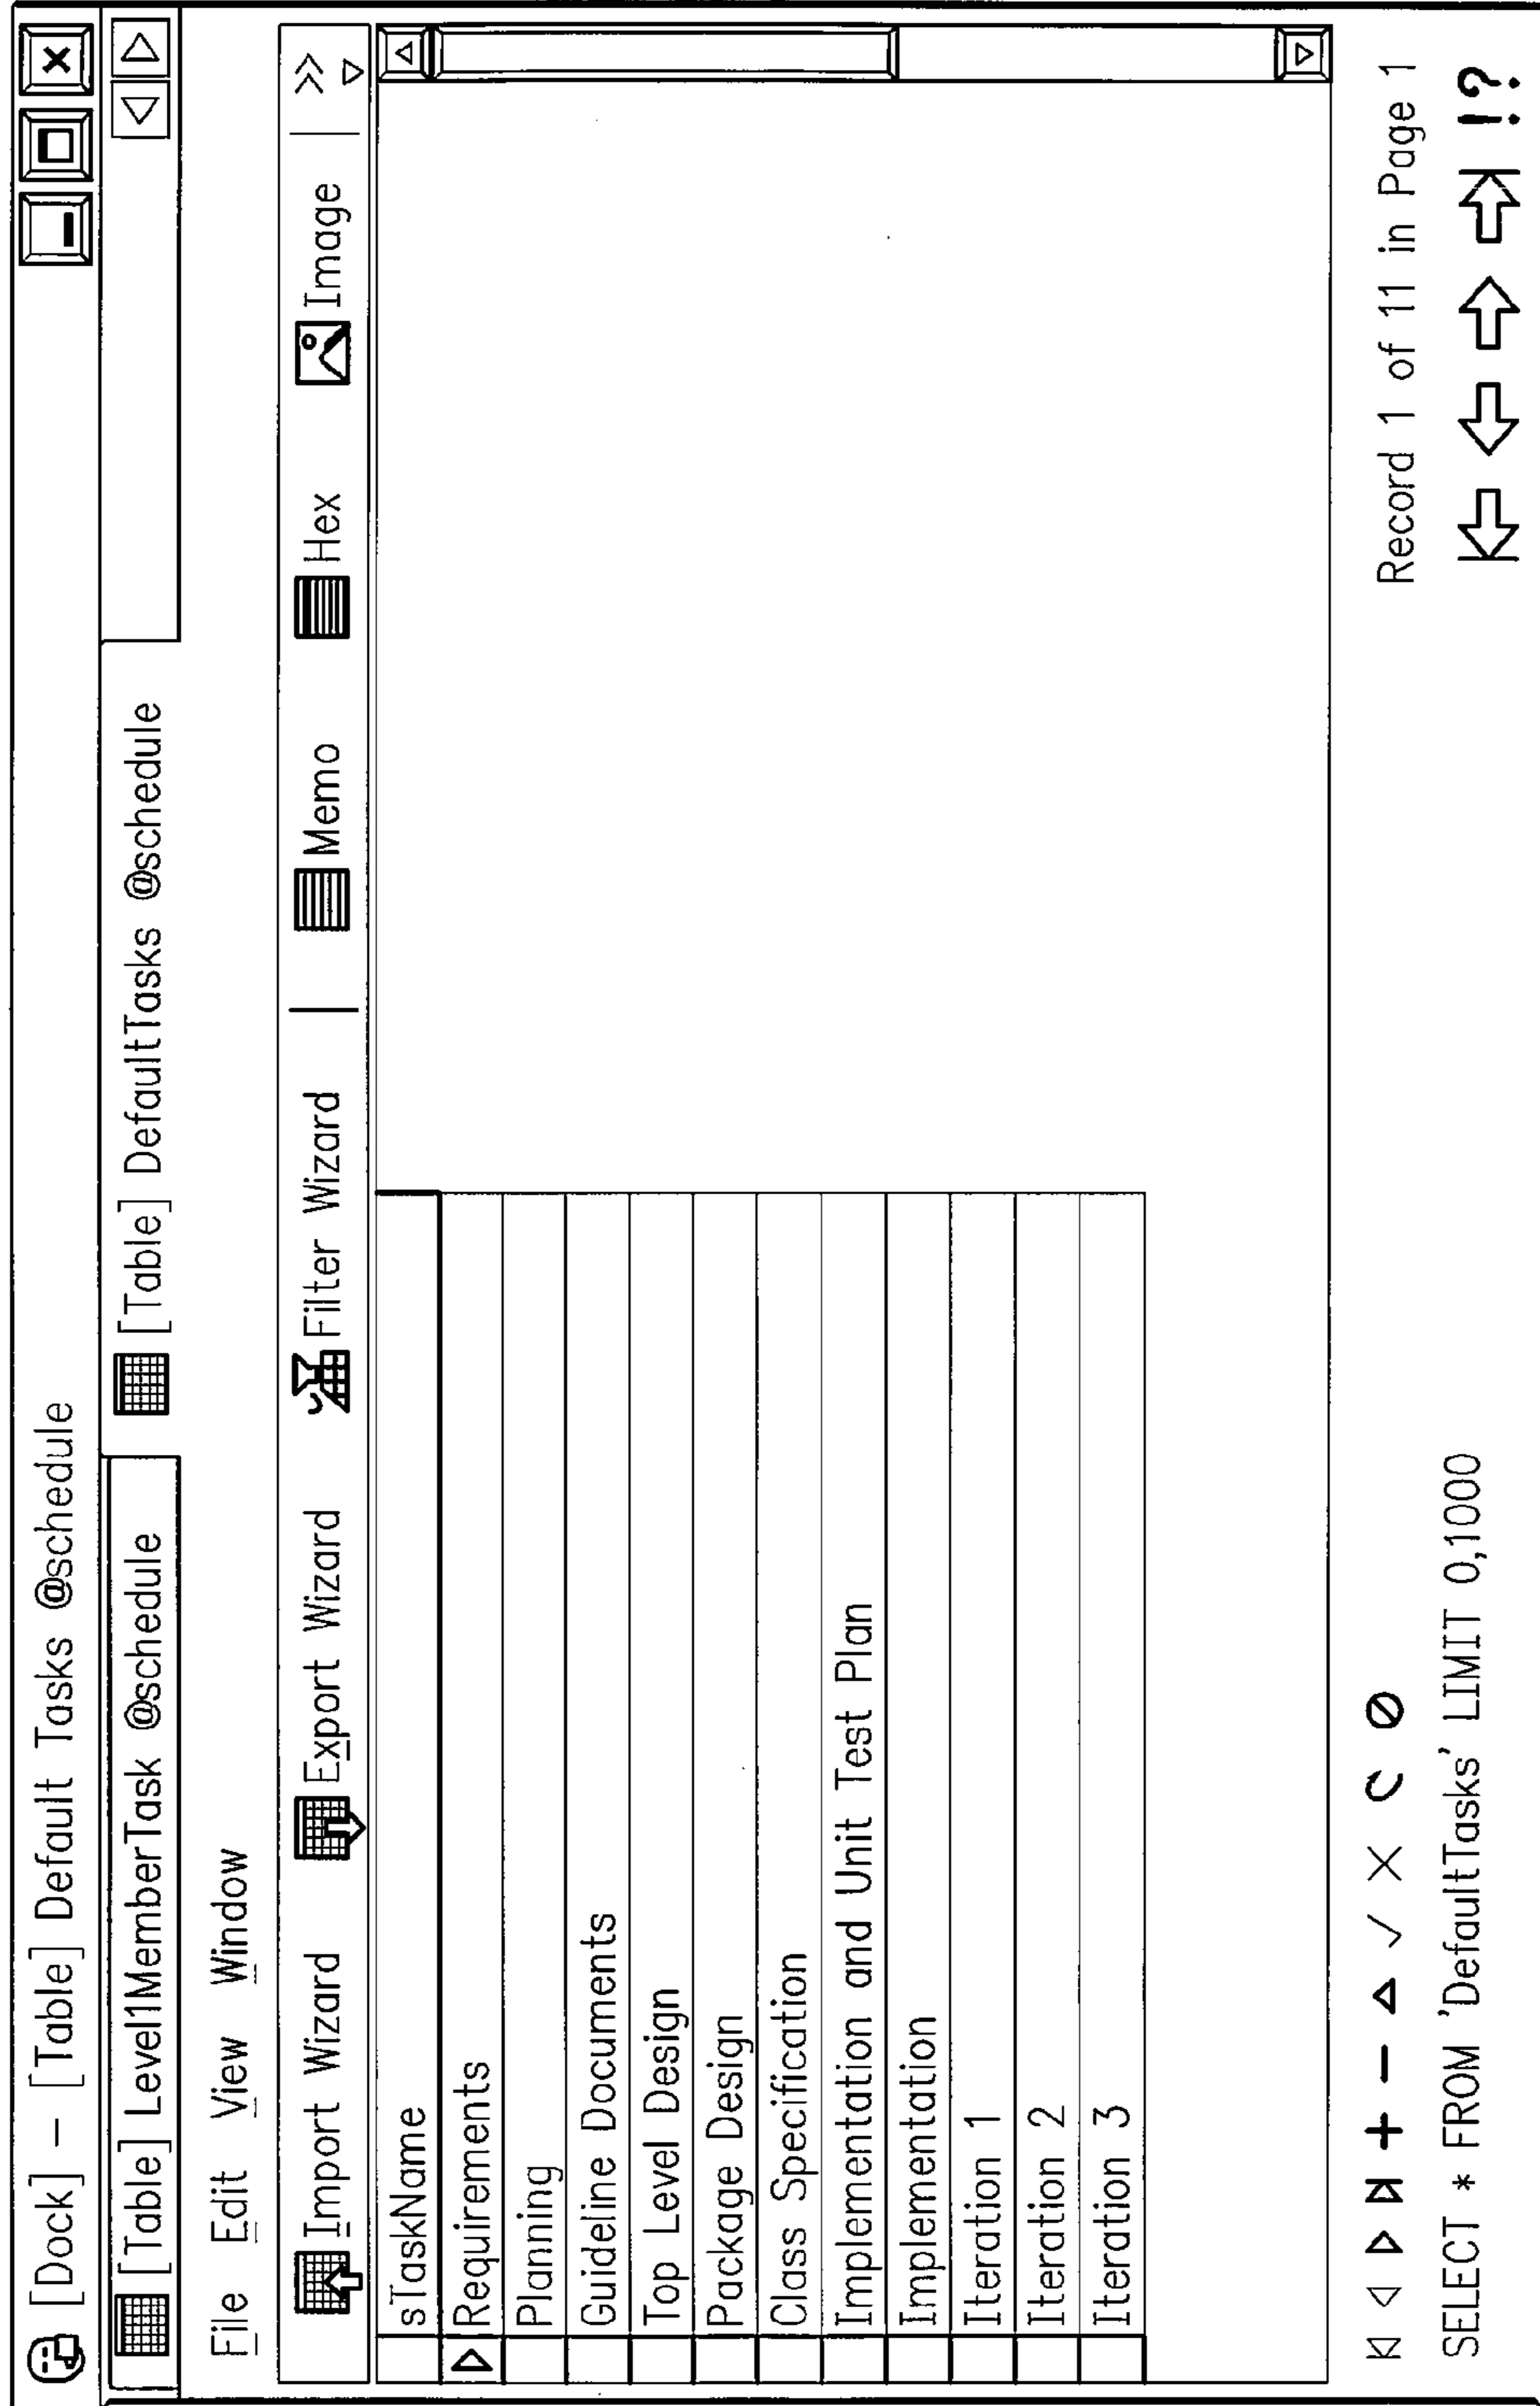 [Dock] – [Table] Default Tasks @schedule
[Table] Level1MemberTask @schedule [Table] DefaultTasks @schedule
File Edit View Window
Import Wizard Export Wizard Filter Wizard Memo Hex Image >>
sTaskName
Requirements
Planning
Guideline Documents
Top Level Design
Package Design
Class Specification
Implementation and Unit Test Plan
Implementation
Iteration 1
Iteration 2
Iteration 3
Record 1 of 11 in Page 1
SELECT * FROM 'DefaultTasks' LIMIT 0,1000 !?